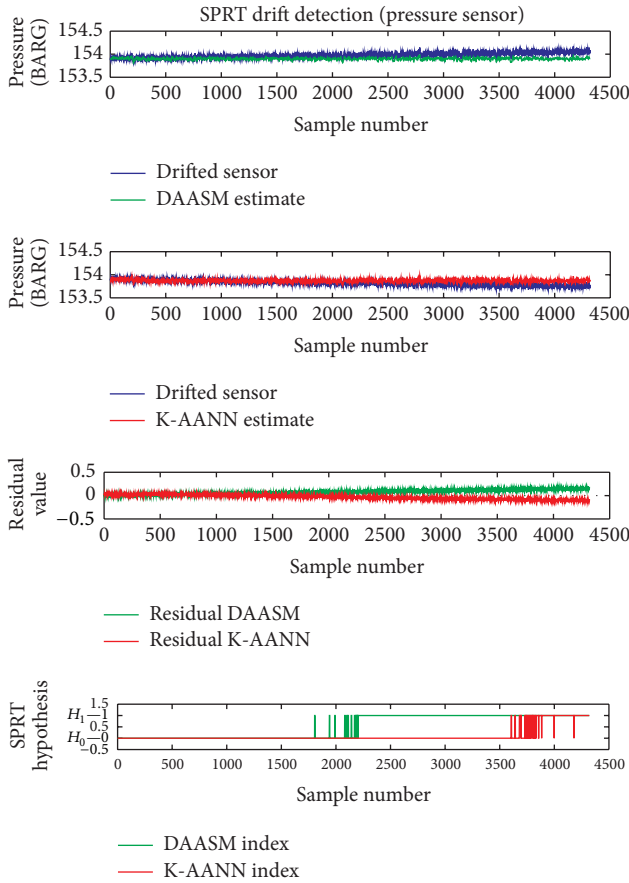 SPRT drift detection (pressure sensor)
Pressure
(BARG)
154.5
154
153.5
0 500 1000 1500 2000 2500 3000 3500 4000 4500
Sample number
Drifted sensor
DAASM estimate
Pressure
(BARG)
154.5
154
153.5
0 500 1000 1500 2000 2500 3000 3500 4000 4500
Sample number
Drifted sensor
K-AANN estimate
Residual
value
0.5
0
−0.5
0 500 1000 1500 2000 2500 3000 3500 4000 4500
Sample number
Residual DAASM
Residual K-AANN
SPRT
hypothesis
1.5
H₁—1
0.5
H₀—0
−0.5
0 500 1000 1500 2000 2500 3000 3500 4000 4500
Sample number
DAASM index
K-AANN index